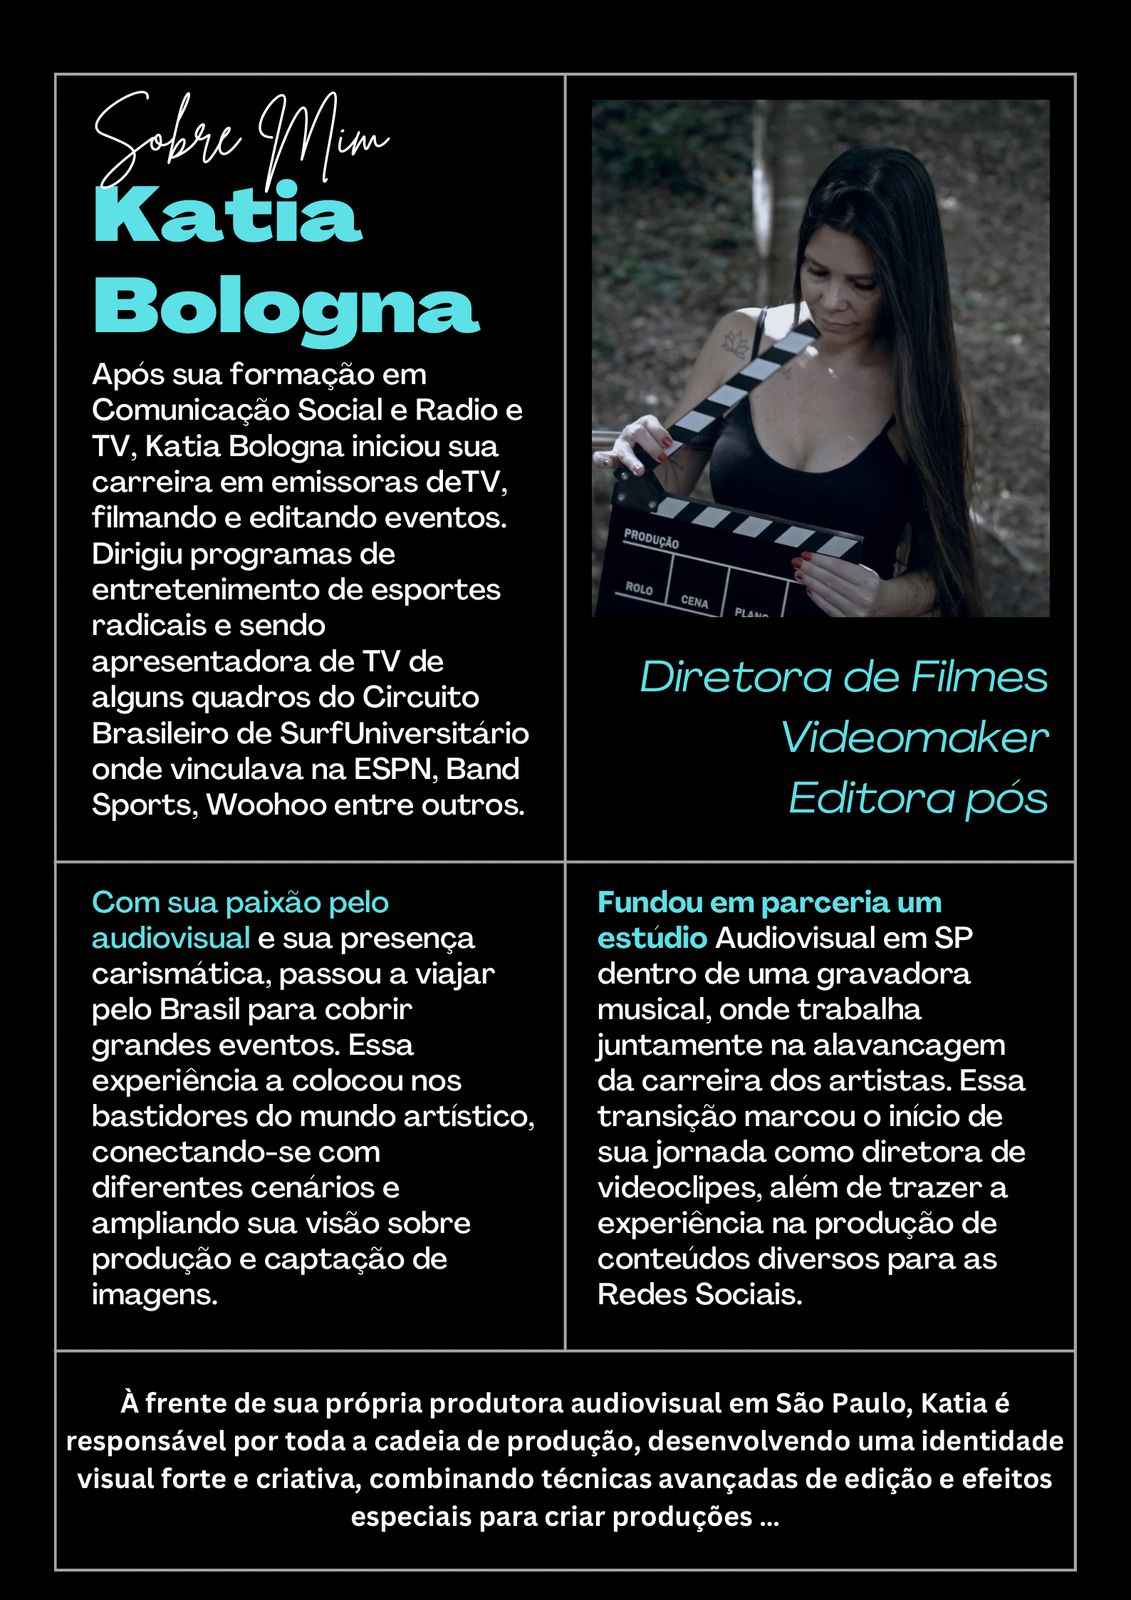 Sobre Mim
Katia
Bologna
Após sua formação em
Comunicação Social e Radio e
TV, Katia Bologna iniciou sua
carreira em emissoras deTV,
filmando e editando eventos.
Dirigiu programas de
entretenimento de esportes
radicais e sendo
apresentadora de TV de
alguns quadros do Circuito
Brasileiro de SurfUniversitário
onde vinculava na ESPN, Band
Sports, Woohoo entre outros.
PRODUÇÃO
ROLO
CENA
PLANO
Diretora de Filmes
Videomaker
Editora pós
Com sua paixão pelo
audiovisual e sua presença
carismática, passou a viajar
pelo Brasil para cobrir
grandes eventos. Essa
experiência a colocou nos
bastidores do mundo artístico,
conectando-se com
diferentes cenários e
ampliando sua visão sobre
produção e captação de
imagens.
Fundou em parceria um
estúdio Audiovisual em SP
dentro de uma gravadora
musical, onde trabalha
juntamente na alavancagem
da carreira dos artistas. Essa
transição marcou o início de
sua jornada como diretora de
videoclipes, além de trazer a
experiência na produção de
conteúdos diversos para as
Redes Sociais.
À frente de sua própria produtora audiovisual em São Paulo, Katia é
responsável por toda a cadeia de produção, desenvolvendo uma identidade
visual forte e criativa, combinando técnicas avançadas de edição e efeitos
especiais para criar produções ...